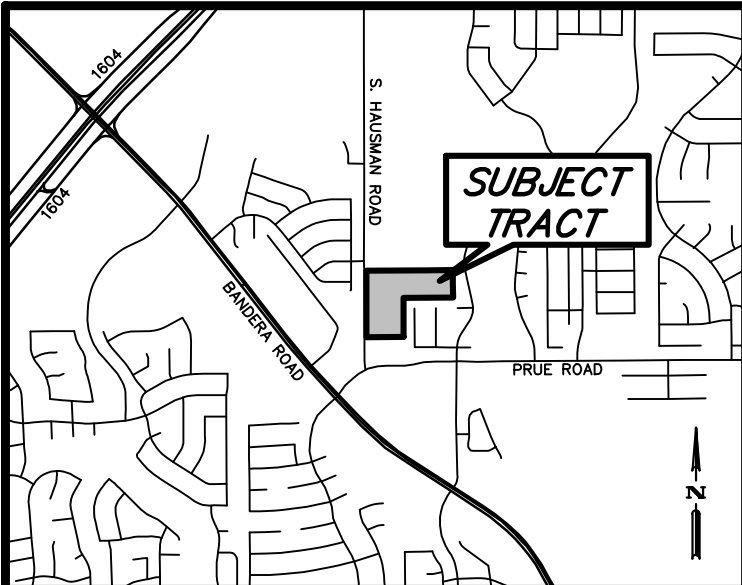 1604
S. HAUSMAN ROAD
SUBJECT
TRACT
1604
BANDERA ROAD
PRUE ROAD
N